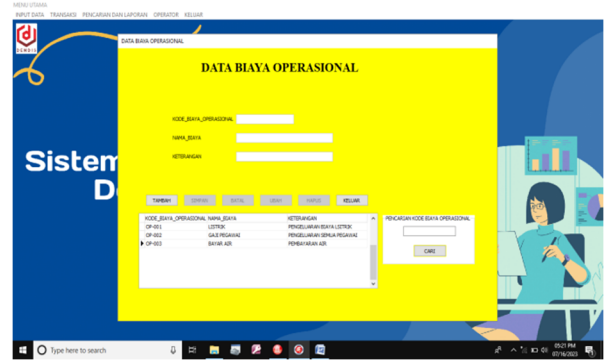 MENU UTAMA
INPUT DATA TRANSAKSI PENCARIAN DAN LAPORAN OPERATOR KELUAR
DATA BIAYA OPERASIONAL
DATA BIAYA OPERASIONAL
KODE_BIAYA_OPERASIONAL
NAMA_BIAYA
KETERANGAN
Sistem
D
TAMBAH SIMPAN BATAL UBAH HAPUS KELUAR
KODE_BIAYA_OPERASIONAL NAMA_BIAYA KETERANGAN
OP-001 LISTRIK PENGELUARAN BIAYA LISTRIK
OP-002 GAJI PEGAWAI PENGELUARAN SEMUA PEGAWAI
OP-003 BAYAR AIR PEMBAYARAN AIR
PENCARIAN KODE BIAYA OPERASIONAL
CARI
Type here to search
05:21 PM
07/16/2023